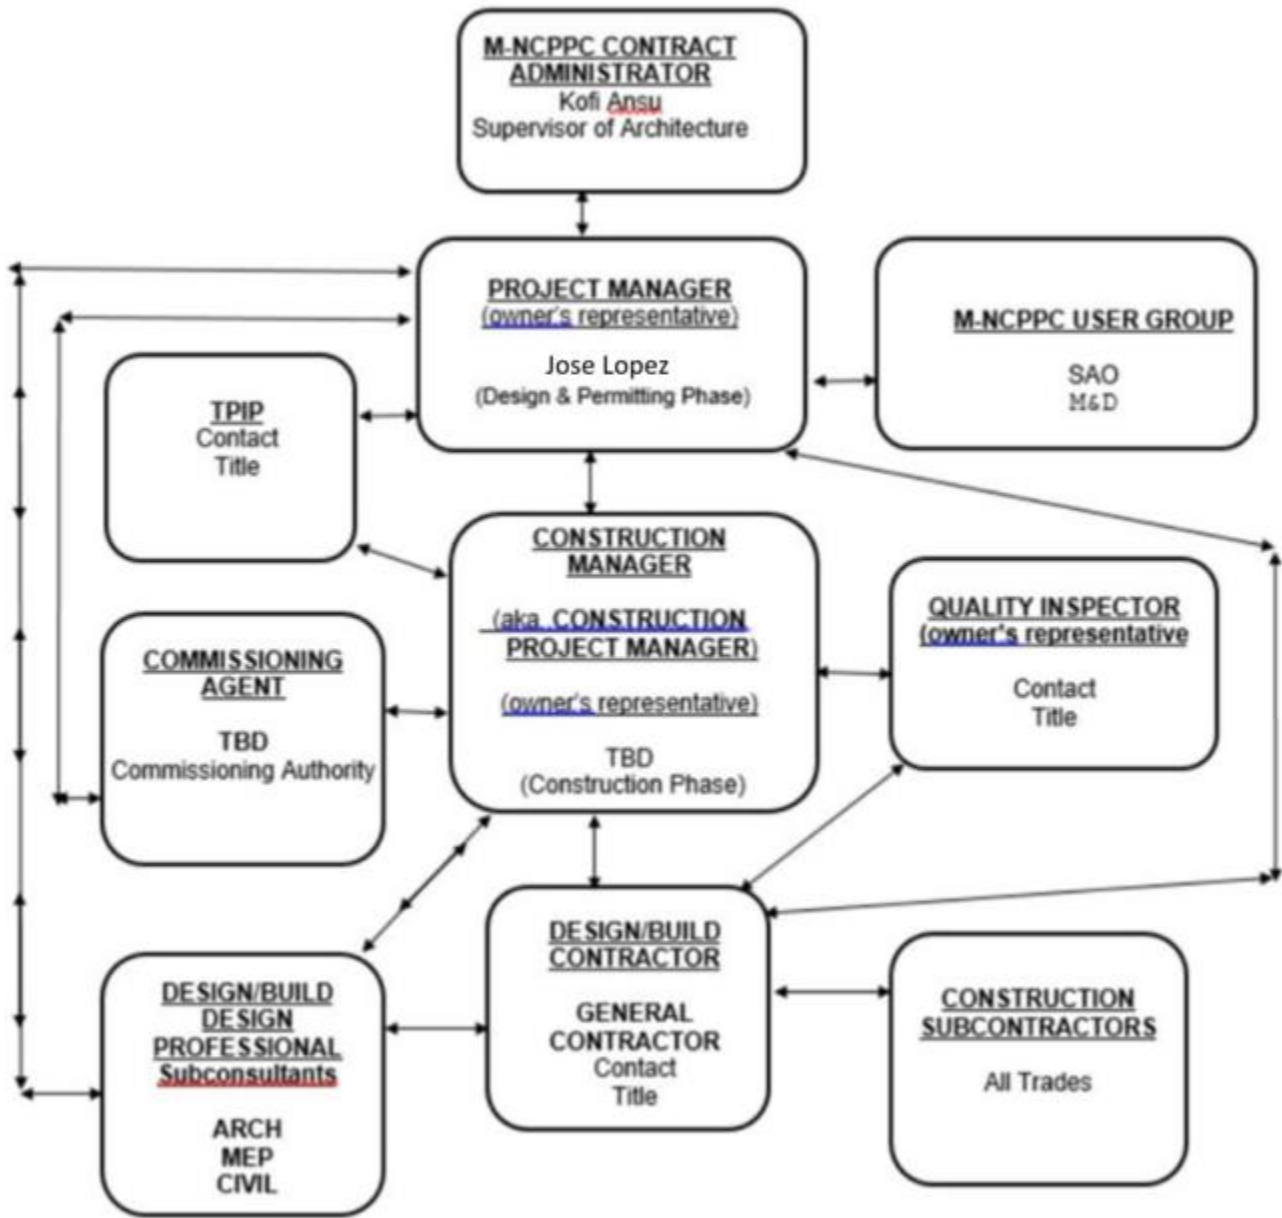 M-NCPPC CONTRACT
ADMINISTRATOR
Kofi Ansu
Supervisor of Architecture
PROJECT MANAGER
(owner's representative)
Jose Lopez
(Design & Permitting Phase)
M-NCPPC USER GROUP
SAO
M&D
TPIP
Contact
Title
CONSTRUCTION
MANAGER
(aka CONSTRUCTION
PROJECT MANAGER)
(owner's representative)
TBD
(Construction Phase)
QUALITY INSPECTOR
(owner's representative
Contact
Title
COMMISSIONING
AGENT
TBD
Commissioning Authority
DESIGN/BUILD
DESIGN
PROFESSIONAL
Subconsultants
ARCH
MEP
CIVIL
DESIGN/BUILD
CONTRACTOR
GENERAL
CONTRACTOR
Contact
Title
CONSTRUCTION
SUBCONTRACTORS
All Trades